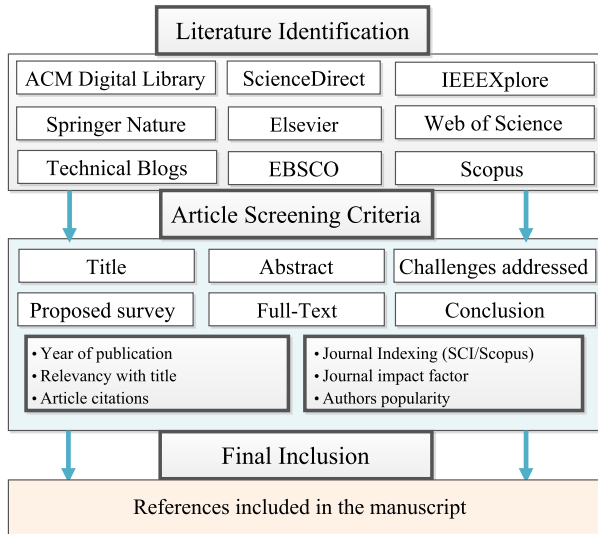 Literature Identification
ACM Digital Library
ScienceDirect
IEEEXplore
Springer Nature
Elsevier
Web of Science
Technical Blogs
EBSCO
Scopus
Article Screening Criteria
Title
Abstract
Challenges addressed
Proposed survey
Full-Text
Conclusion
• Year of publication
• Relevancy with title
• Article citations
• Journal Indexing (SCI/Scopus)
• Journal impact factor
• Authors popularity
Final Inclusion
References included in the manuscript